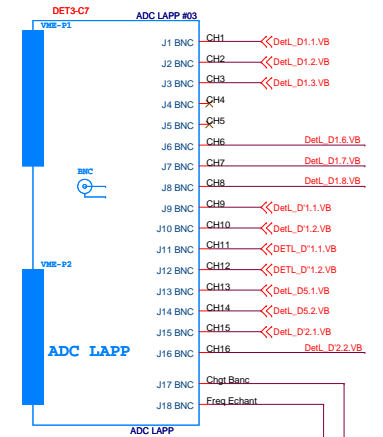 DET3-C7
ADC LAPP #03
VME-P1
J1 BNC CH1 DetL_D1.1.VB
J2 BNC CH2 DetL_D1.2.VB
J3 BNC CH3 DetL_D1.3.VB
J4 BNC CH4
J5 BNC CH5
J6 BNC CH6 DetL_D1.6.VB
J7 BNC CH7 DetL_D1.7.VB
BNC
J8 BNC CH8 DetL_D1.8.VB
J9 BNC CH9 DetL_D'1.1.VB
J10 BNC CH10 DetL_D'1.2.VB
J11 BNC CH11 DETL_D"1.1.VB
J12 BNC CH12 DETL_D"1.2.VB
VME-P2
J13 BNC CH13 DetL_D5.1.VB
J14 BNC CH14 DetL_D5.2.VB
J15 BNC CH15 DetL_D'2.1.VB
ADC LAPP
J16 BNC CH16 DetL_D'2.2.VB
J17 BNC Chgt Banc
J18 BNC Freq Echant
ADC LAPP